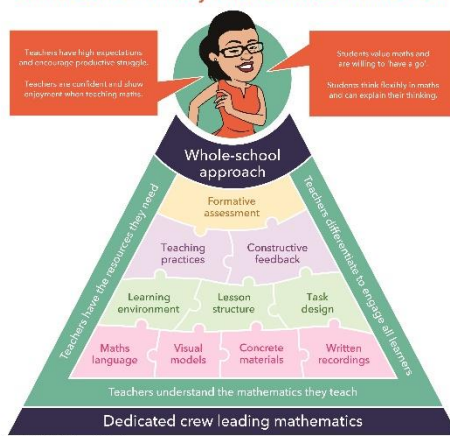 Teachers have high expectations
and encourage productive struggle.
Teachers are confident and show
enjoyment when teaching maths.
Students value maths and
are willing to 'have a go'.
Students think flexibly in maths
and can explain their thinking.
Whole-school
approach
Formative
assessment
Teaching
practices
Constructive
feedback
Learning
environment
Lesson
structure
Task
design
Maths
language
Visual
models
Concrete
materials
Written
recordings
Teachers have the resources they need
Teachers differentiate to engage all learners
Teachers understand the mathematics they teach
Dedicated crew leading mathematics